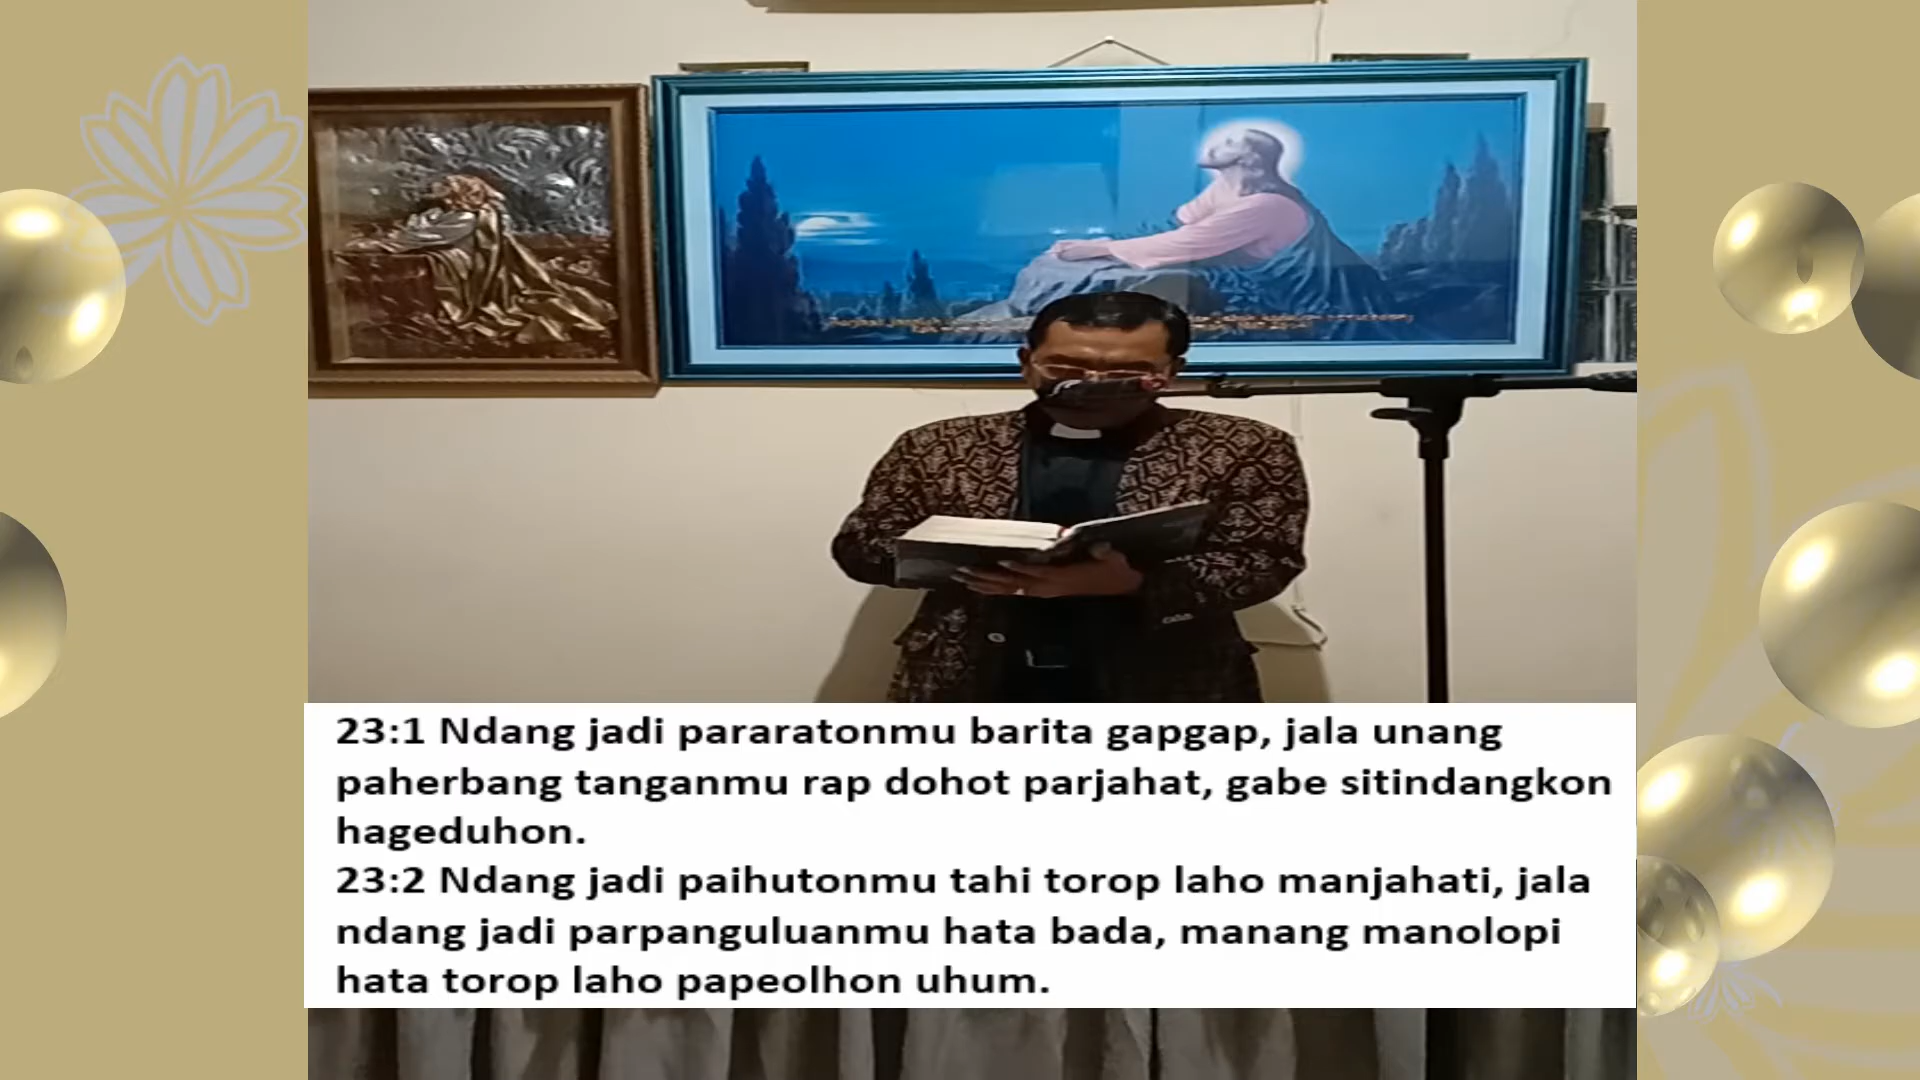 23:1 Ndang jadi pararatonmu barita gapgap, jala unang
paherbang tanganmu rap dohot parjahat, gabe sitindangkon
hageduhon.
23:2 Ndang jadi paihutonmu tahi torop laho manjahati, jala
ndang jadi parpanguluanmu hata bada, manang manolopi
hata torop laho papeolhon uhum.